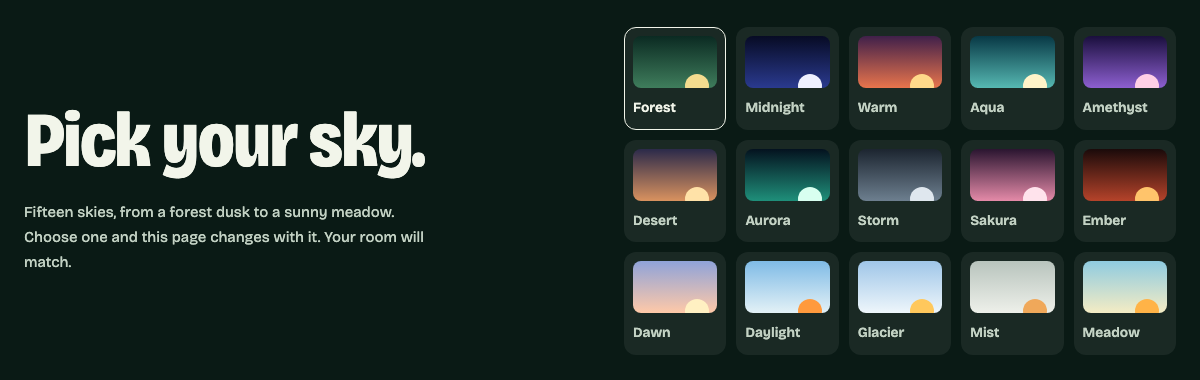 Pick your sky.
Fifteen skies, from a forest dusk to a sunny meadow.
Choose one and this page changes with it. Your room will
match.
Forest
Midnight
Warm
Aqua
Amethyst
Desert
Aurora
Storm
Sakura
Ember
Dawn
Daylight
Glacier
Mist
Meadow